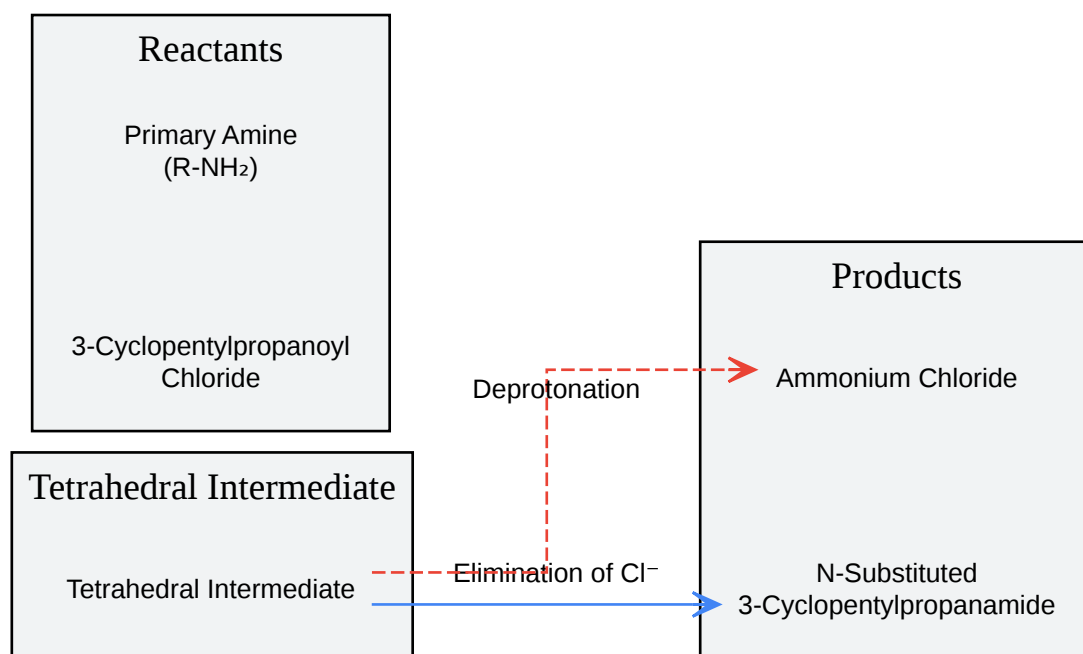 Reactants
Primary Amine
(R-NH₂)
3-Cyclopentylpropanoyl
Chloride
Tetrahedral Intermediate
Tetrahedral Intermediate
Deprotonation
Elimination of Cl⁻
Products
Ammonium Chloride
N-Substituted
3-Cyclopentylpropanamide